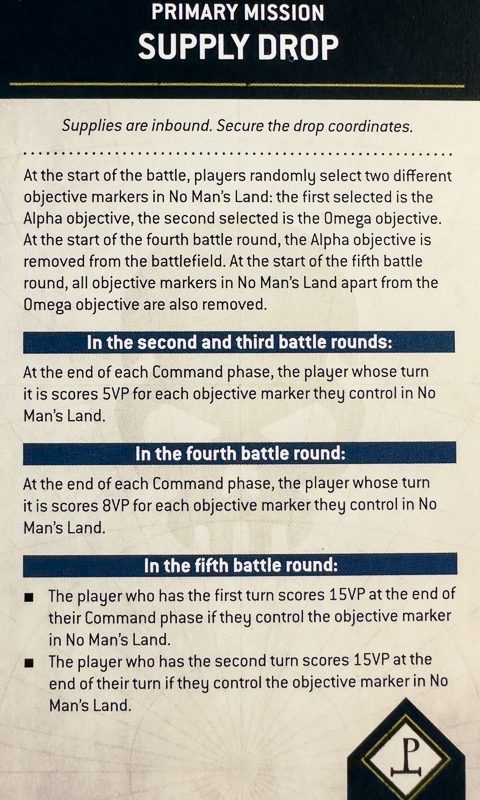 PRIMARY MISSION
SUPPLY DROP
Supplies are inbound. Secure the drop coordinates.
At the start of the battle, players randomly select two different
objective markers in No Man's Land: the first selected is the
Alpha objective, the second selected is the Omega objective.
At the start of the fourth battle round, the Alpha objective is
removed from the battlefield. At the start of the fifth battle
round, all objective markers in No Man's Land apart from the
Omega objective are also removed.
In the second and third battle rounds:
At the end of each Command phase, the player whose turn
it is scores 5VP for each objective marker they control in No
Man's Land.
In the fourth battle round:
At the end of each Command phase, the player whose turn
it is scores 8VP for each objective marker they control in No
Man's Land.
In the fifth battle round:
■ The player who has the first turn scores 15VP at the end of
their Command phase if they control the objective marker
in No Man's Land.
■ The player who has the second turn scores 15VP at the
end of their turn if they control the objective marker in No
Man's Land.
P